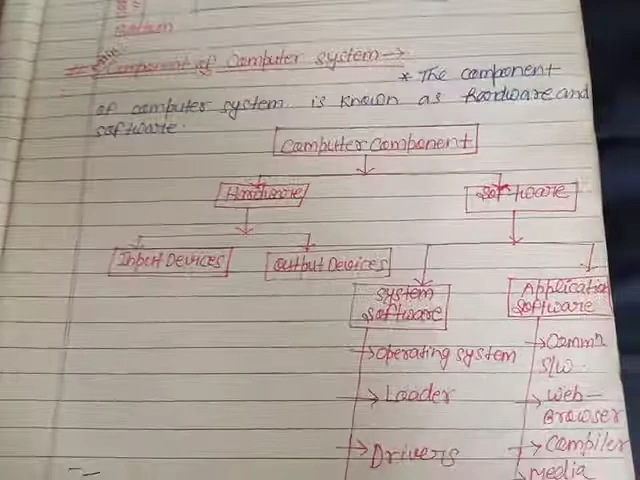 Component of Computer system →
* The component
of computer system is known as Hardware and
software.
Computer Component
Hardware
Software
Input Devices
Output Devices
System
Software
Application
Software
→ Operating system
→ Loader
→ Drivers
→ Commn
S/W.
→ Web-
Browser
→ Compiler
→ Media